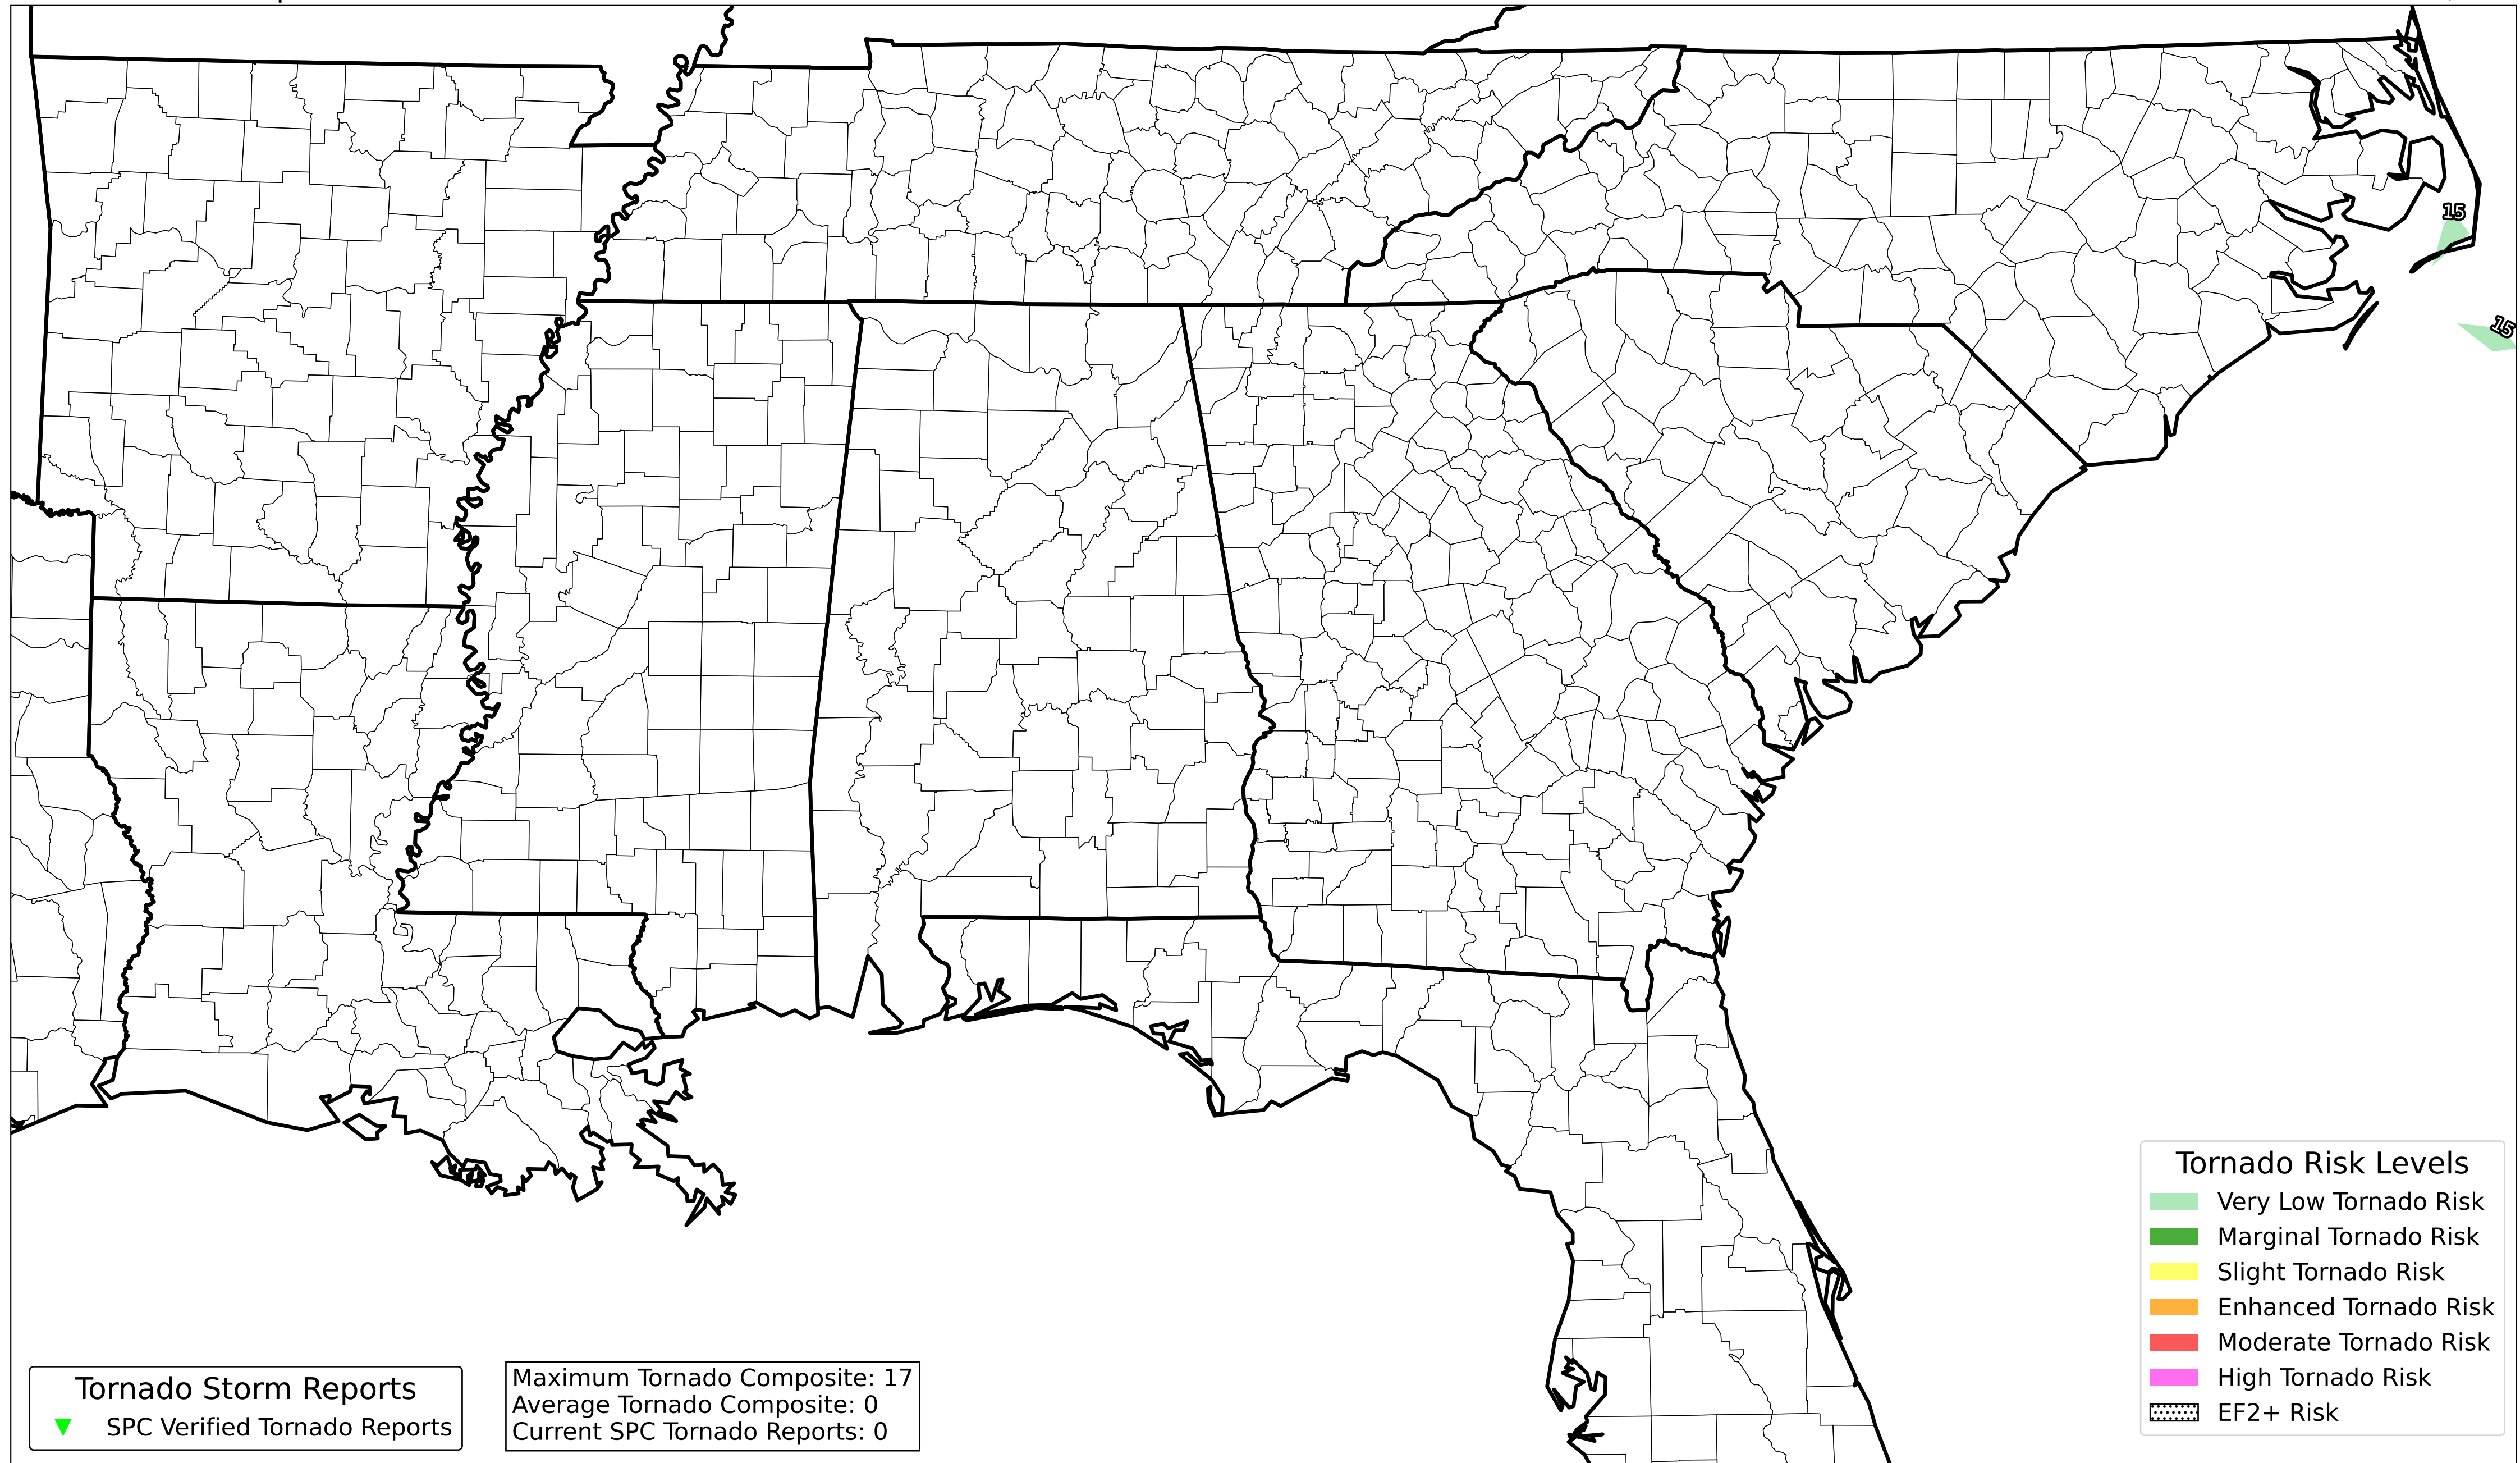 15
15
Tornado Risk Levels
Very Low Tornado Risk
Marginal Tornado Risk
Slight Tornado Risk
Enhanced Tornado Risk
Moderate Tornado Risk
High Tornado Risk
EF2+ Risk
Tornado Storm Reports
SPC Verified Tornado Reports
Maximum Tornado Composite: 17
Average Tornado Composite: 0
Current SPC Tornado Reports: 0